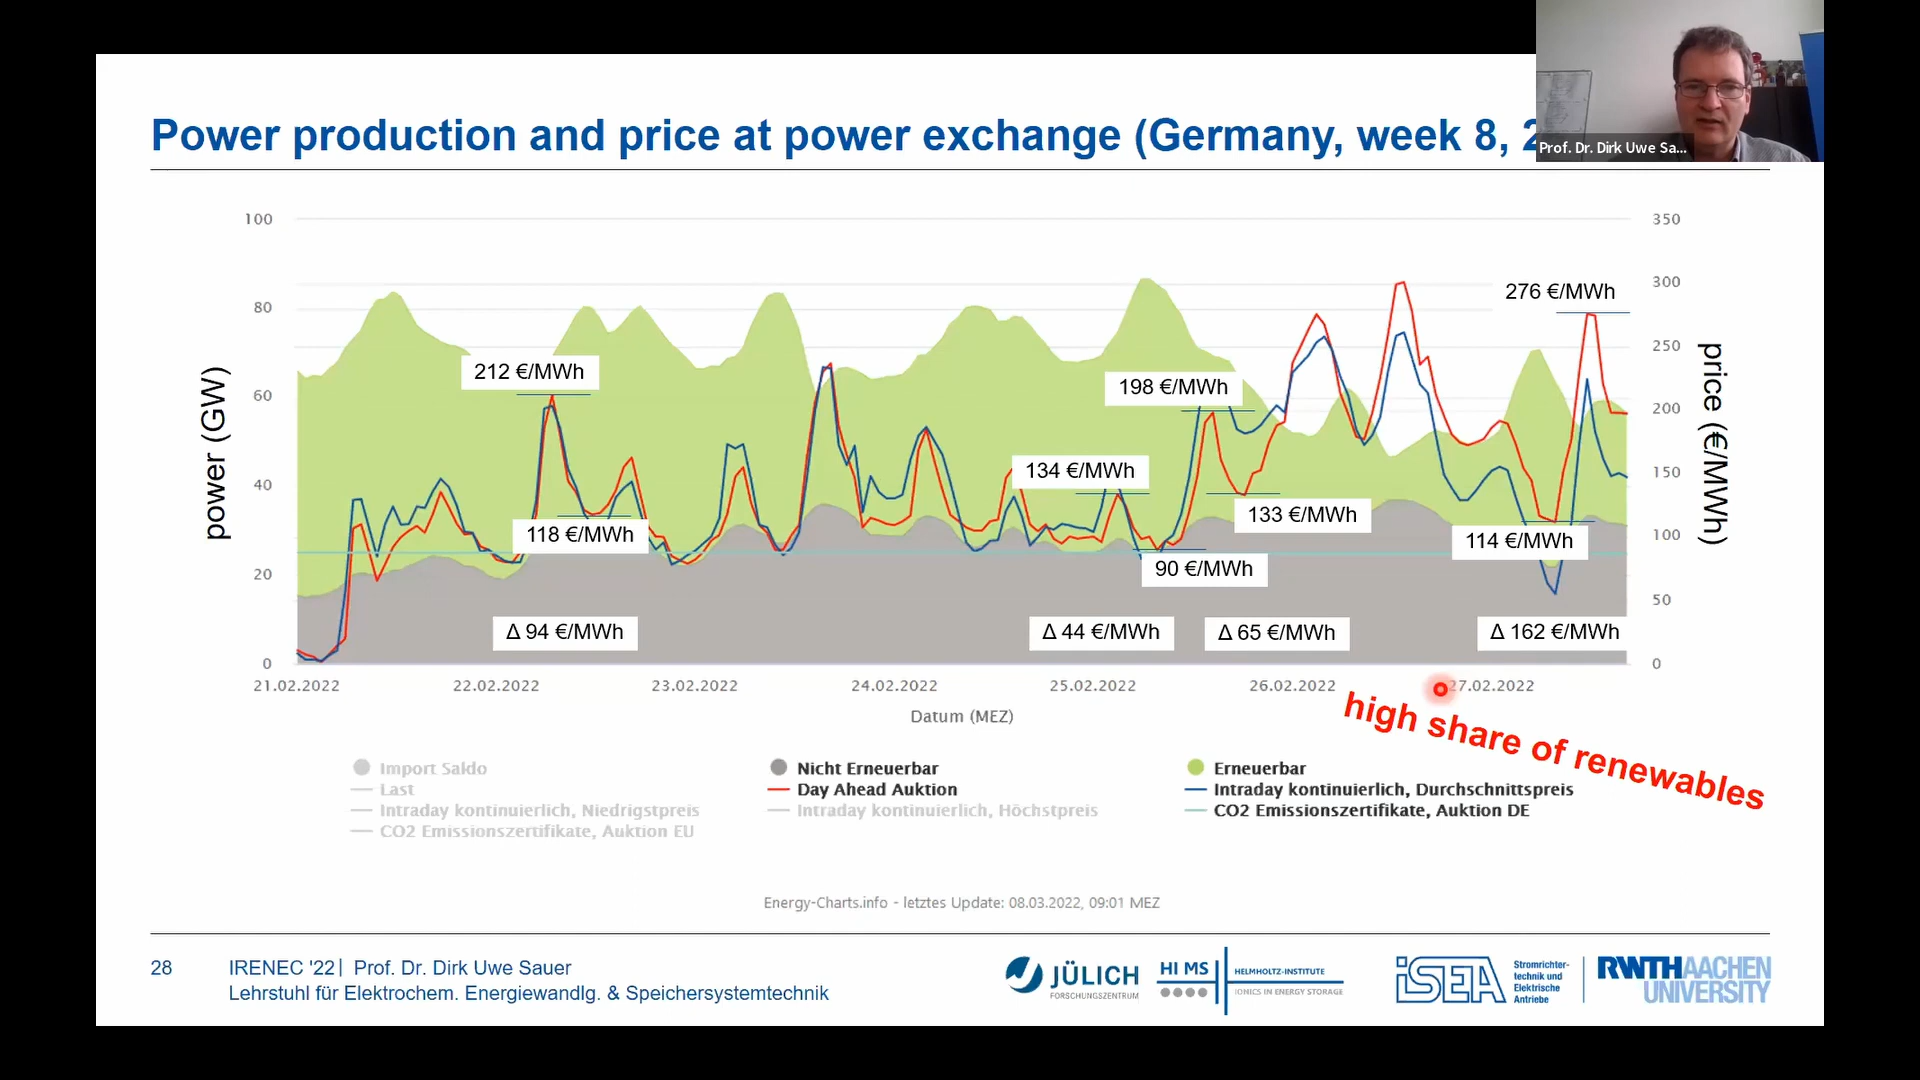 Power production and price at power exchange (Germany, week 8, 2
Prof. Dr. Dirk Uwe Sa...
100
80
60
40
20
0
power (GW)
350
300
250
200
150
100
50
0
price (€/MWh)
212 €/MWh
118 €/MWh
Δ 94 €/MWh
134 €/MWh
90 €/MWh
Δ 44 €/MWh
198 €/MWh
133 €/MWh
Δ 65 €/MWh
276 €/MWh
114 €/MWh
Δ 162 €/MWh
21.02.2022 22.02.2022 23.02.2022 24.02.2022 25.02.2022 26.02.2022 27.02.2022
Datum (MEZ)
high share of renewables
Import Saldo
Last
Intraday kontinuierlich, Niedrigstpreis
CO2 Emissionszertifikate, Auktion EU
Nicht Erneuerbar
Day Ahead Auktion
Intraday kontinuierlich, Höchstpreis
Erneuerbar
Intraday kontinuierlich, Durchschnittspreis
CO2 Emissionszertifikate, Auktion DE
Energy-Charts.info - letztes Update: 08.03.2022, 09:01 MEZ
28
IRENEC '22| Prof. Dr. Dirk Uwe Sauer
Lehrstuhl für Elektrochem. Energiewandlg. & Speichersystemtechnik
JÜLICH
FORSCHUNGSZENTRUM
HI MS
HELMHOLTZ-INSTITUTE
IONICS IN ENERGY STORAGE
iSEA
Stromrichter-
technik und
Elektrische
Antriebe
RWTH AACHEN
UNIVERSITY